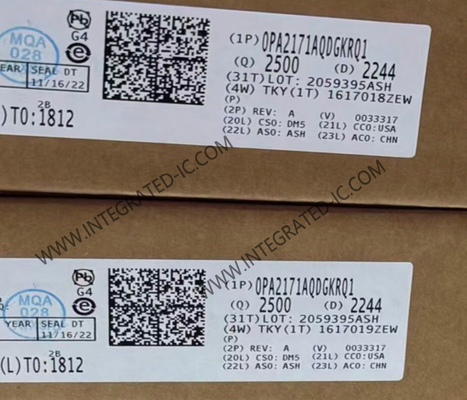 MQA
028
G4
YEAR SEAL DT
11/16/22
2B
)T0:1812
(1P) OPA2171AQDGKRQ1
(Q) 2500 (D) 2244
(31T) LOT: 2059395ASH
(4W) TKY(1T) 1617018ZEW
(P)
(2P) REV: A (V) 0033317
(20L) CSO: DM5 (21L) CCO:USA
(22L) ASO: ASH (23L) ACO: CHN
WWW.INTEGRATED-IC.COM
WWW.INTEGRATED-IC.COM
MQA
028
G4
YEAR SEAL DT
11/16/22
2B
(L)T0:1812
(1P) OPA2171AQDGKRQ1
(Q) 2500 (D) 2244
(31T) LOT: 2059395ASH
(4W) TKY(1T) 1617019ZEW
(P)
(2P) REV: A (V) 0033317
(20L) CSO: DM5 (21L) CCO:USA
(22L) ASO: ASH (23L) ACO: CHN